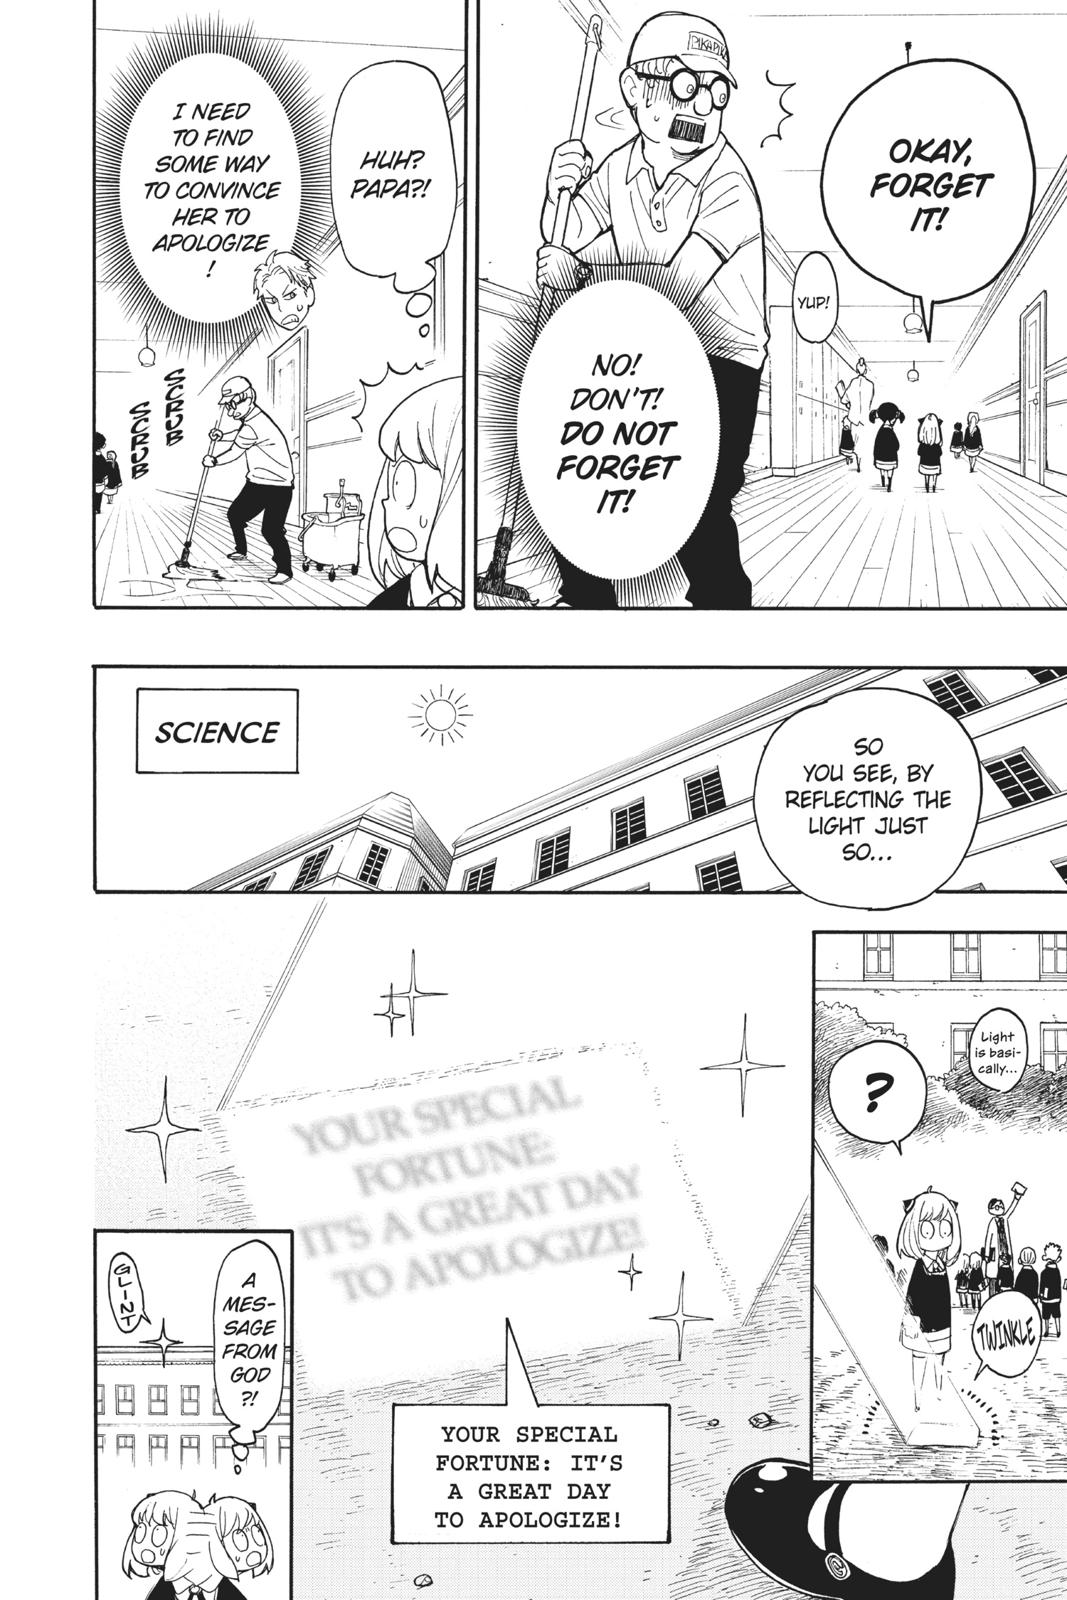 PIKAPIKA
OKAY,
FORGET
IT!
YUP!
NO!
DON'T!
DO NOT
FORGET
IT!
HUH?
PAPA?!
I NEED
TO FIND
SOME WAY
TO CONVINCE
HER TO
APOLOGIZE
!
SCRUB
SCRUB
SCIENCE
SO
YOU SEE, BY
REFLECTING THE
LIGHT JUST
SO...
Light
is basi-
cally...
?
TWINKLE
YOUR SPECIAL
FORTUNE:
IT'S A GREAT DAY
TO APOLOGIZE!
YOUR SPECIAL
FORTUNE: IT'S
A GREAT DAY
TO APOLOGIZE!
A
MES-
SAGE
FROM
GOD
?!
GLINT